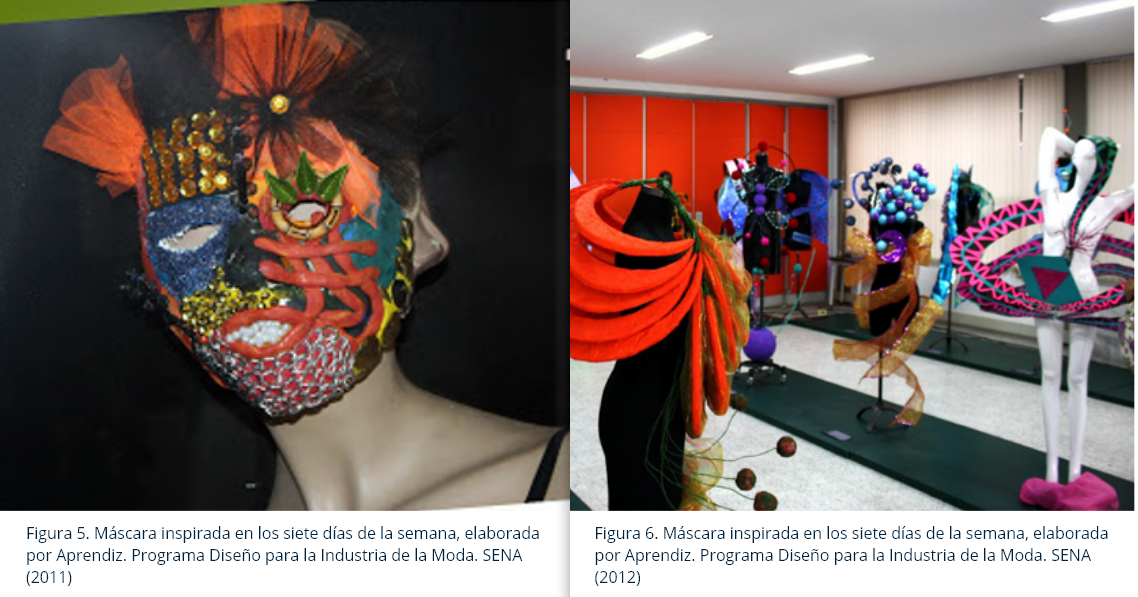 Figura 5. Máscara inspirada en los siete días de la semana, elaborada
por Aprendiz. Programa Diseño para la Industria de la Moda. SENA
(2011)
Figura 6. Máscara inspirada en los siete días de la semana, elaborada
por Aprendiz. Programa Diseño para la Industria de la Moda. SENA
(2012)